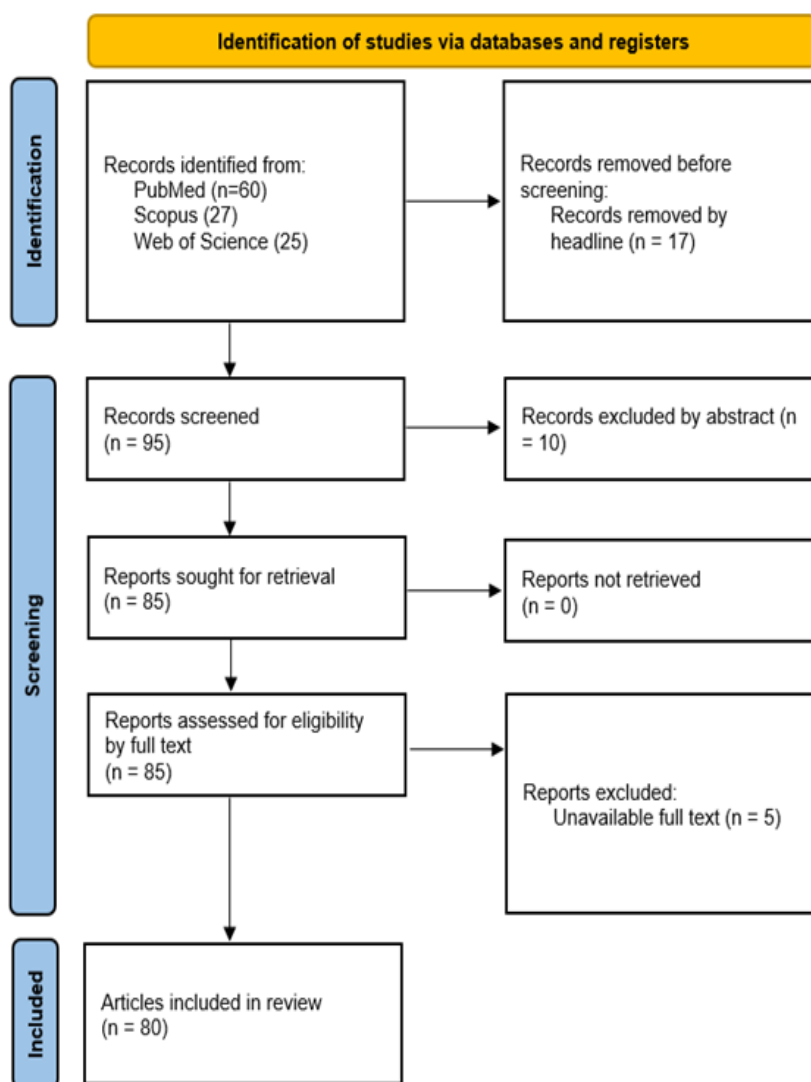 Identification of studies via databases and registers
Identification
Records identified from:
PubMed (n=60)
Scopus (27)
Web of Science (25)
Records removed before
screening:
Records removed by
headline (n = 17)
Screening
Records screened
(n = 95)
Records excluded by abstract (n
= 10)
Reports sought for retrieval
(n = 85)
Reports not retrieved
(n = 0)
Reports assessed for eligibility
by full text
(n = 85)
Reports excluded:
Unavailable full text (n = 5)
Included
Articles included in review
(n = 80)